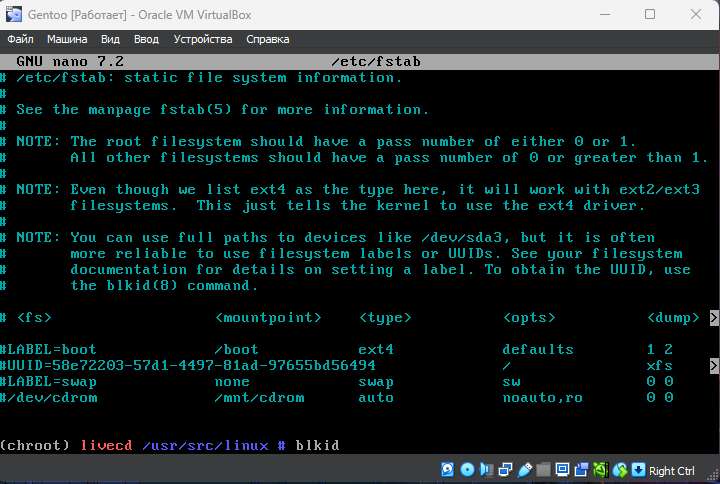 Gentoo [Работает] - Oracle VM VirtualBox
Файл Машина Вид Ввод Устройства Справка
GNU nano 7.2 /etc/fstab
# /etc/fstab: static file system information.
#
# See the manpage fstab(5) for more information.
#
# NOTE: The root filesystem should have a pass number of either 0 or 1.
#       All other filesystems should have a pass number of 0 or greater than 1.
#
# NOTE: Even though we list ext4 as the type here, it will work with ext2/ext3
#       filesystems.  This just tells the kernel to use the ext4 driver.
#
# NOTE: You can use full paths to devices like /dev/sda3, but it is often
#       more reliable to use filesystem labels or UUIDs. See your filesystem
#       documentation for details on setting a label. To obtain the UUID, use
#       the blkid(8) command.
# <fs> <mountpoint> <type> <opts> <dump> >
#LABEL=boot /boot ext4 defaults 1 2
#UUID=58e72203-57d1-4497-81ad-97655bd56494 / xfs >
#LABEL=swap none swap sw 0 0
#/dev/cdrom /mnt/cdrom auto noauto,ro 0 0
(chroot) livecd /usr/src/linux # blkid
Right Ctrl